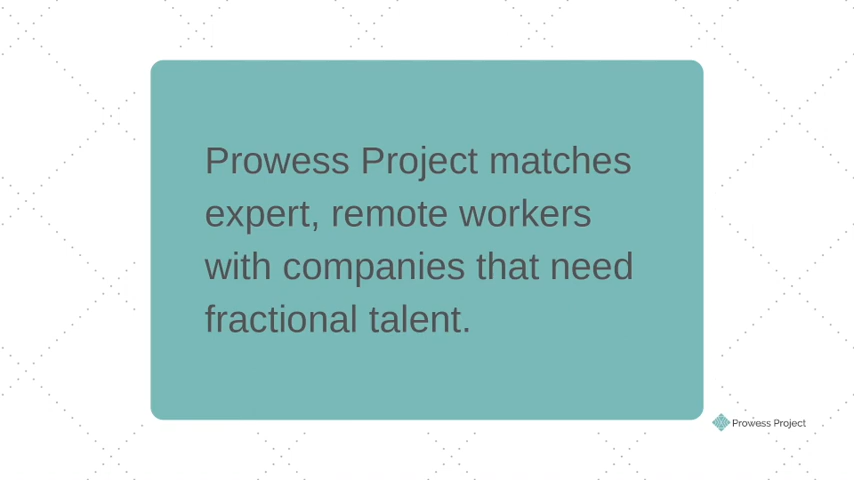 Prowess Project matches
expert, remote workers
with companies that need
fractional talent.
Prowess Project